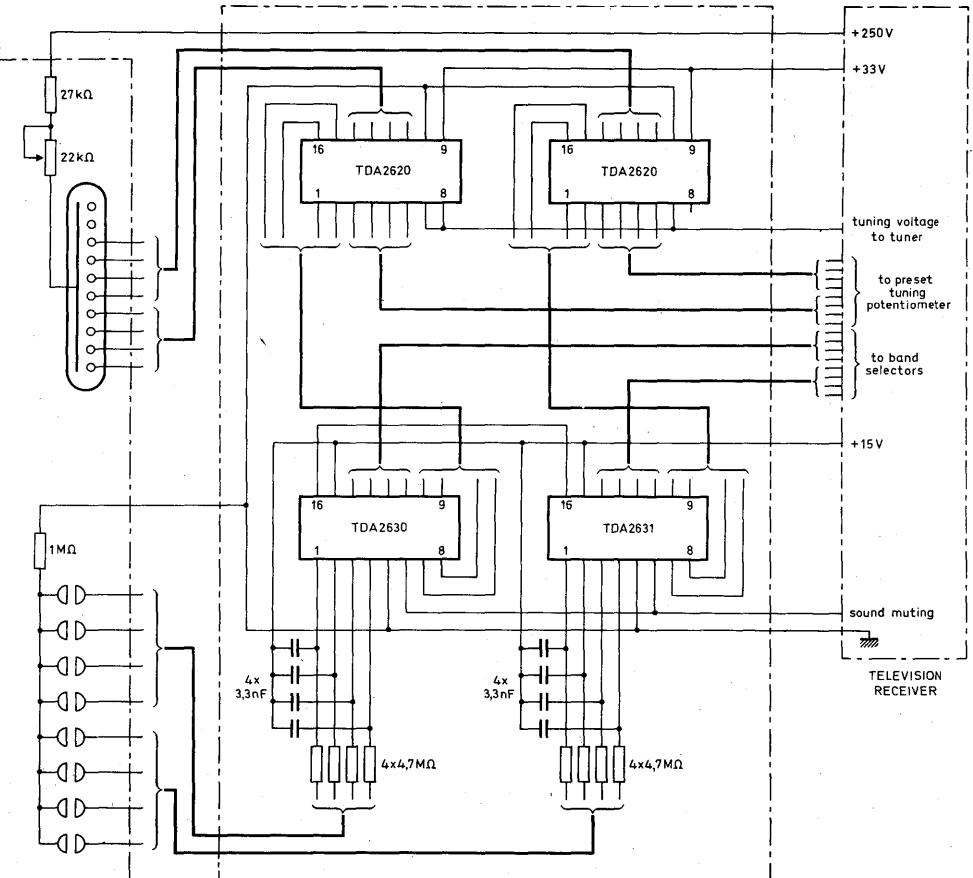 +250V
+33V
27kΩ
22kΩ
16
9
TDA2620
1
8
16
9
TDA2620
1
8
tuning voltage
to tuner
to preset
tuning
potentiometer
to band
selectors
+15V
16
9
TDA2630
1
8
16
9
TDA2631
1
8
1MΩ
sound muting
4x
3,3nF
4x
3,3nF
TELEVISION
RECEIVER
4x4,7MΩ
4x4,7MΩ